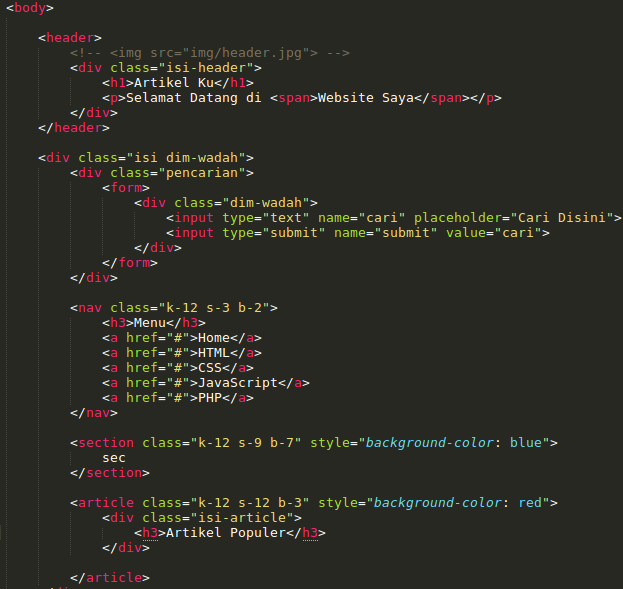 <body>
<header>
<!-- <img src="img/header.jpg"> -->
<div class="isi-header">
<h1>Artikel Ku</h1>
<p>Selamat Datang di <span>Website Saya</span></p>
</div>
</header>
<div class="isi dim-wadah">
<div class="pencarian">
<form>
<div class="dim-wadah">
<input type="text" name="cari" placeholder="Cari Disini">
<input type="submit" name="submit" value="cari">
</div>
</form>
</div>
<nav class="k-12 s-3 b-2">
<h3>Menu</h3>
<a href="#">Home</a>
<a href="#">HTML</a>
<a href="#">CSS</a>
<a href="#">JavaScript</a>
<a href="#">PHP</a>
</nav>
<section class="k-12 s-9 b-7" style="background-color: blue">
sec
</section>
<article class="k-12 s-12 b-3" style="background-color: red">
<div class="isi-article">
<h3>Artikel Populer</h3>
</div>
</article>